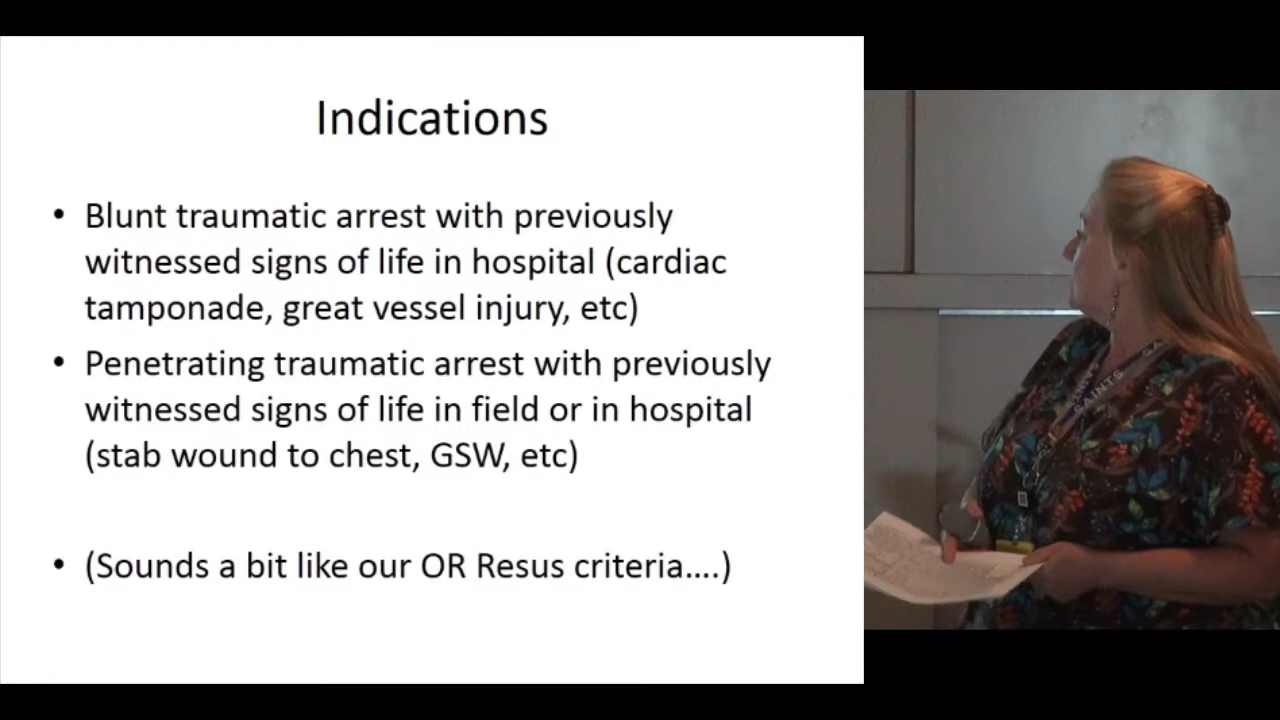 Indications
• Blunt traumatic arrest with previously
witnessed signs of life in hospital (cardiac
tamponade, great vessel injury, etc)
• Penetrating traumatic arrest with previously
witnessed signs of life in field or in hospital
(stab wound to chest, GSW, etc)
• (Sounds a bit like our OR Resus criteria....)
SAINTS